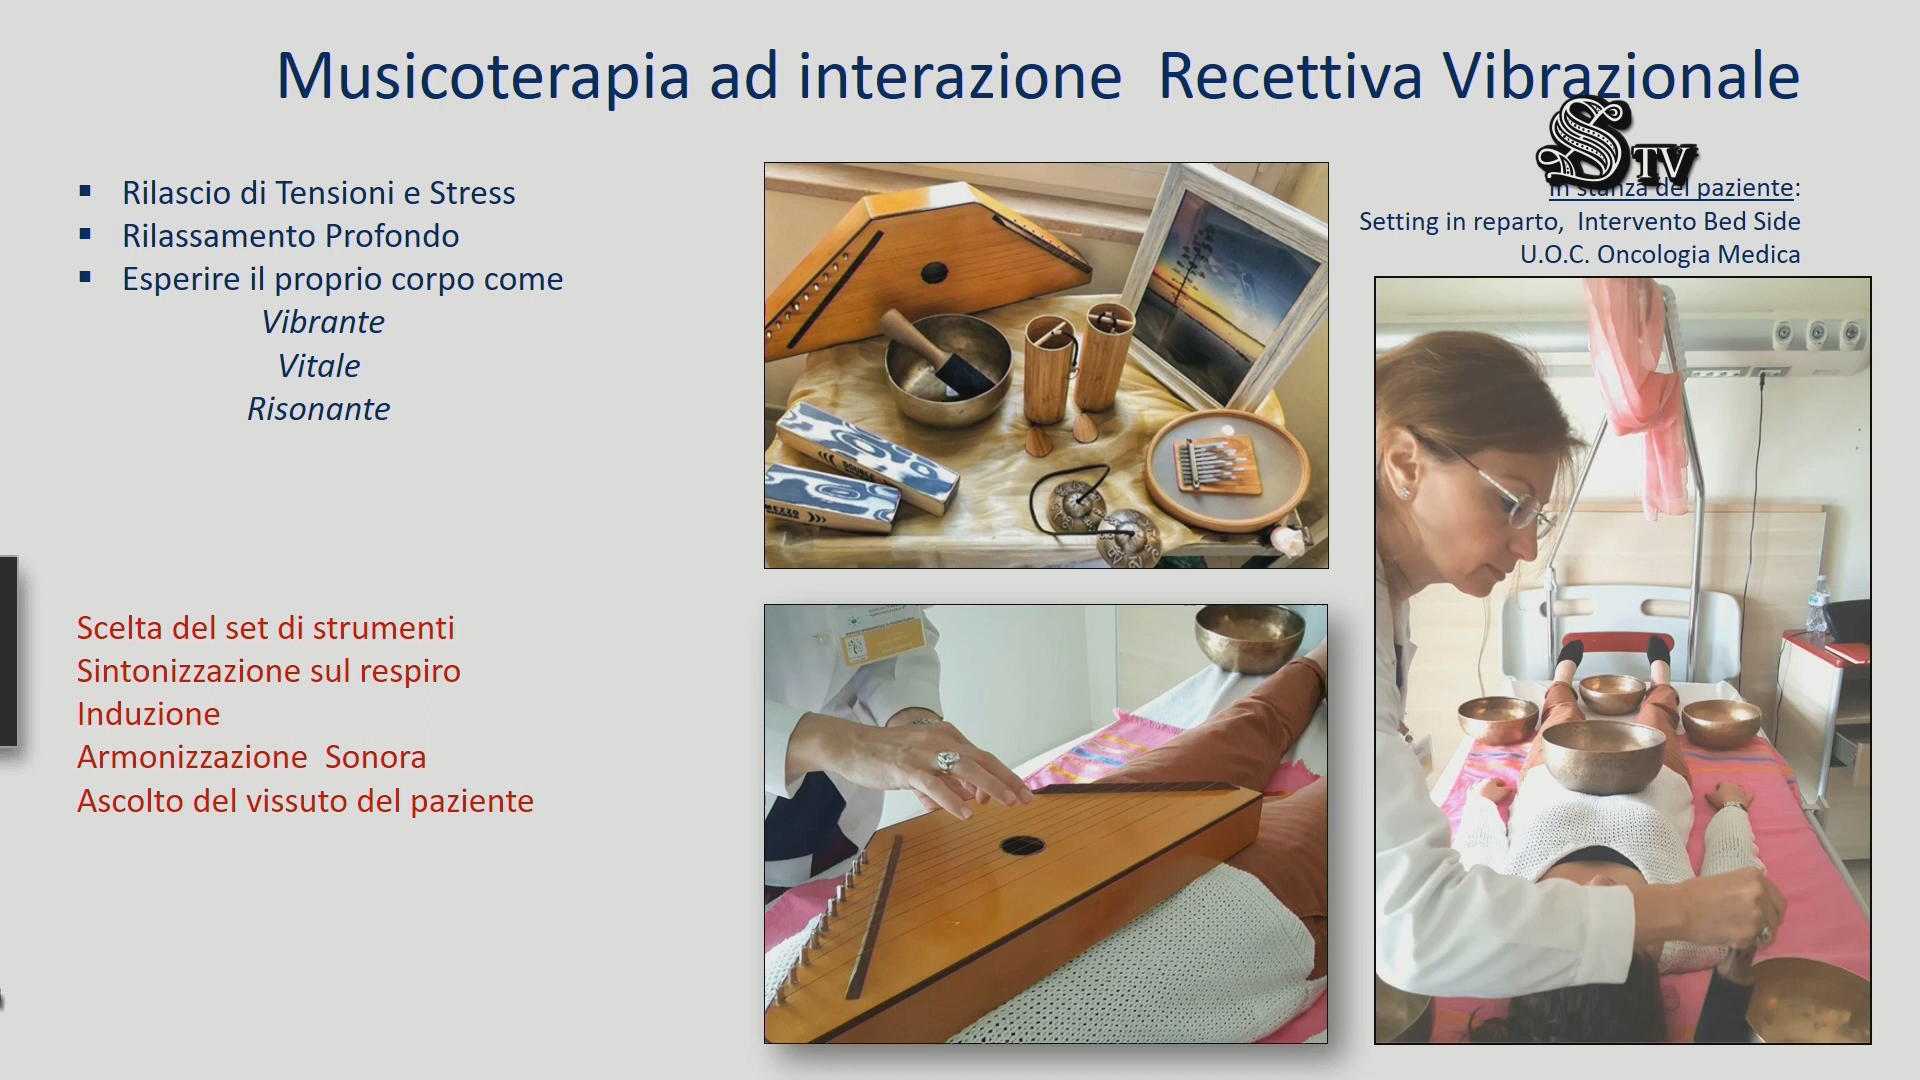 Musicoterapia ad interazione Recettiva Vibrazionale
STV
▪ Rilascio di Tensioni e Stress
▪ Rilassamento Profondo
▪ Esperire il proprio corpo come
Vibrante
Vitale
Risonante
In stanza del paziente:
Setting in reparto, Intervento Bed Side
U.O.C. Oncologia Medica
Scelta del set di strumenti
Sintonizzazione sul respiro
Induzione
Armonizzazione Sonora
Ascolto del vissuto del paziente